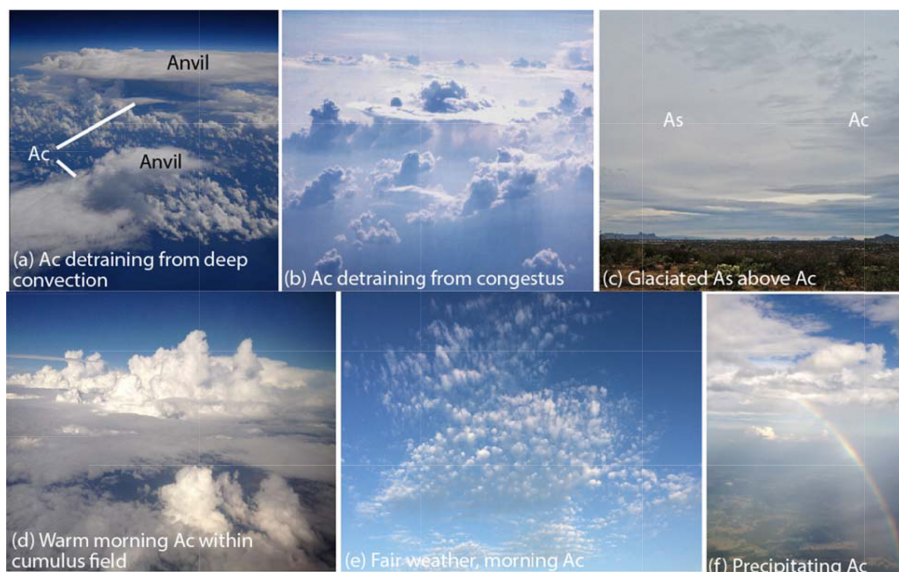 Anvil
Ac
Anvil
(a) Ac detraining from deep
convection
(b) Ac detraining from congestus
As
Ac
(c) Glaciated As above Ac
(d) Warm morning Ac within
cumulus field
(e) Fair weather, morning Ac
(f) Precipitating Ac